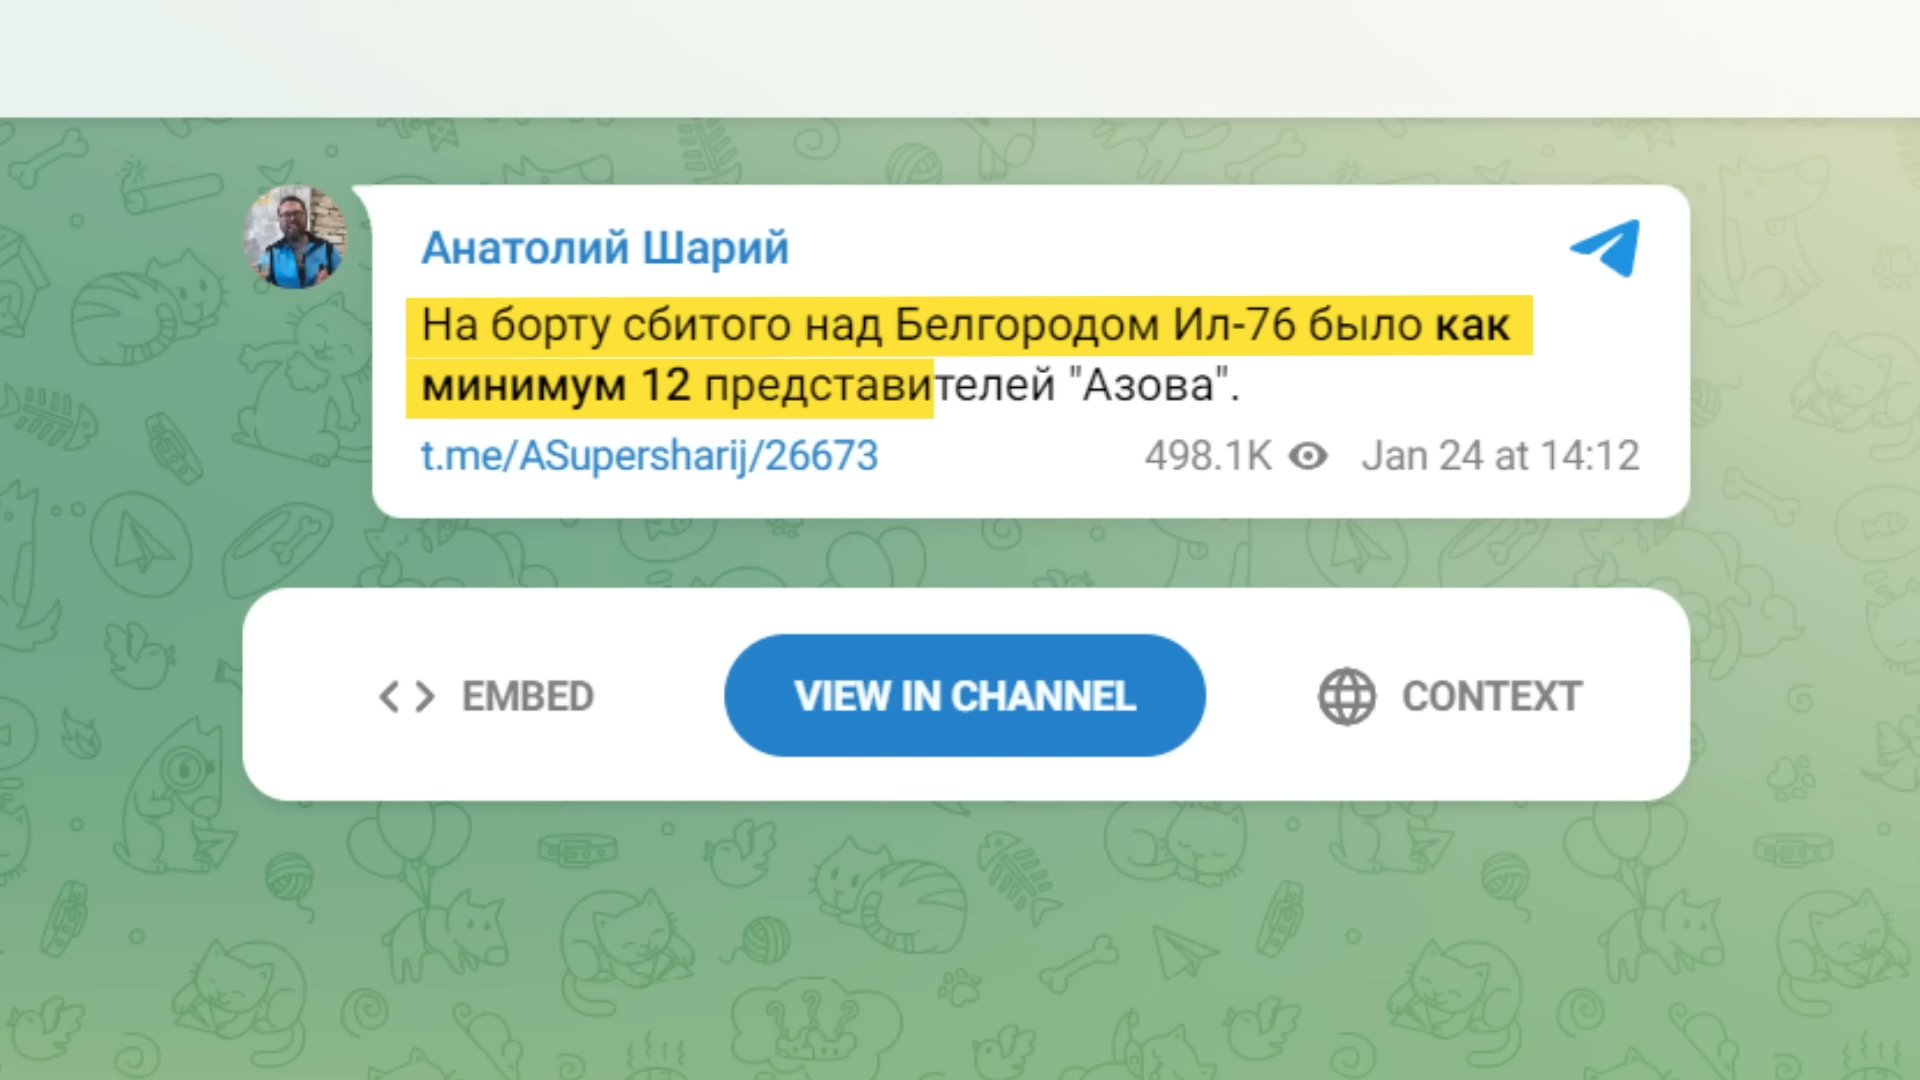 Анатолий Шарий
На борту сбитого над Белгородом Ил-76 было как
минимум 12 представителей "Азова".
t.me/ASupersharij/26673 498.1K Jan 24 at 14:12
EMBED VIEW IN CHANNEL CONTEXT